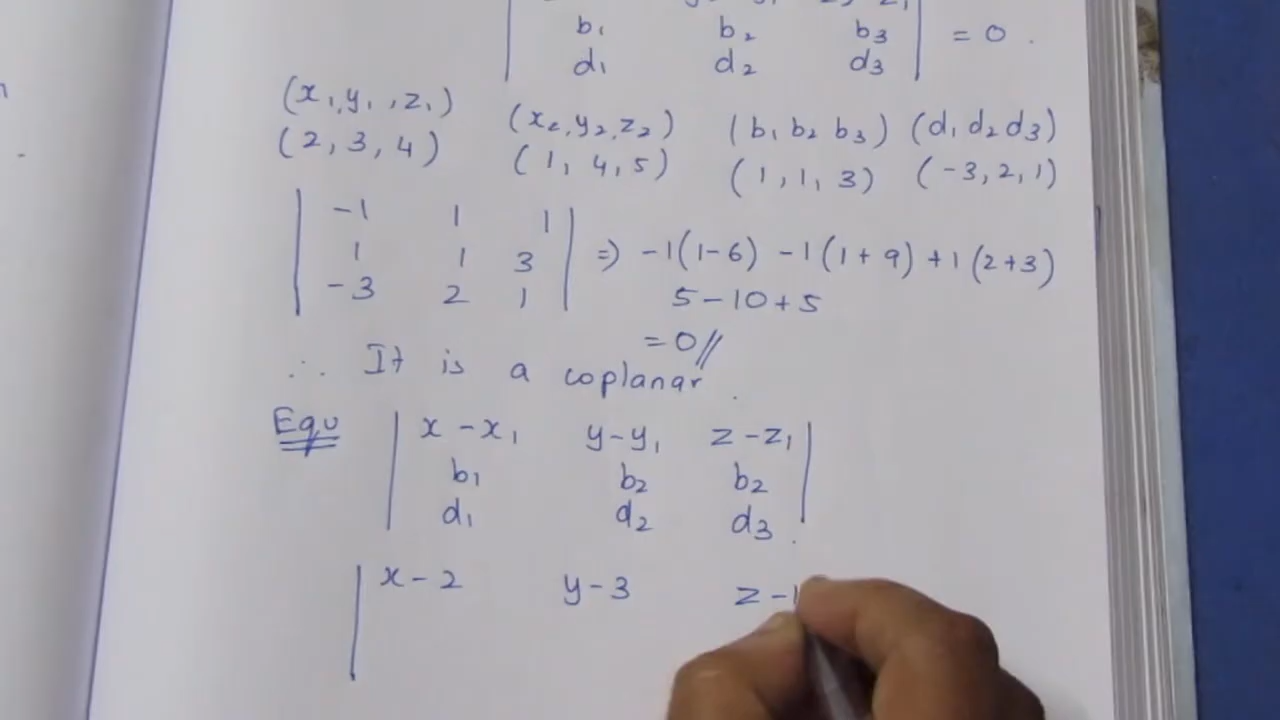 b₁ b₂ b₃ = 0 .
d₁ d₂ d₃
(x₁,y₁,,z₁) (x₂,y₂,z₂) (b₁ b₂ b₃) (d₁ d₂ d₃)
(2,3,4) (1,4,5) (1,1,3) (-3,2,1)
| -1 1 1 |
| 1 1 3 | ⇒ -1(1-6) -1(1+9) +1(2+3)
| -3 2 1 | 5-10+5
=0//
∴ It is a coplanar.
Equ | x-x₁ y-y₁ z-z₁ |
b₁ b₂ b₂
d₁ d₂ d₃ .
| x-2 y-3 z-